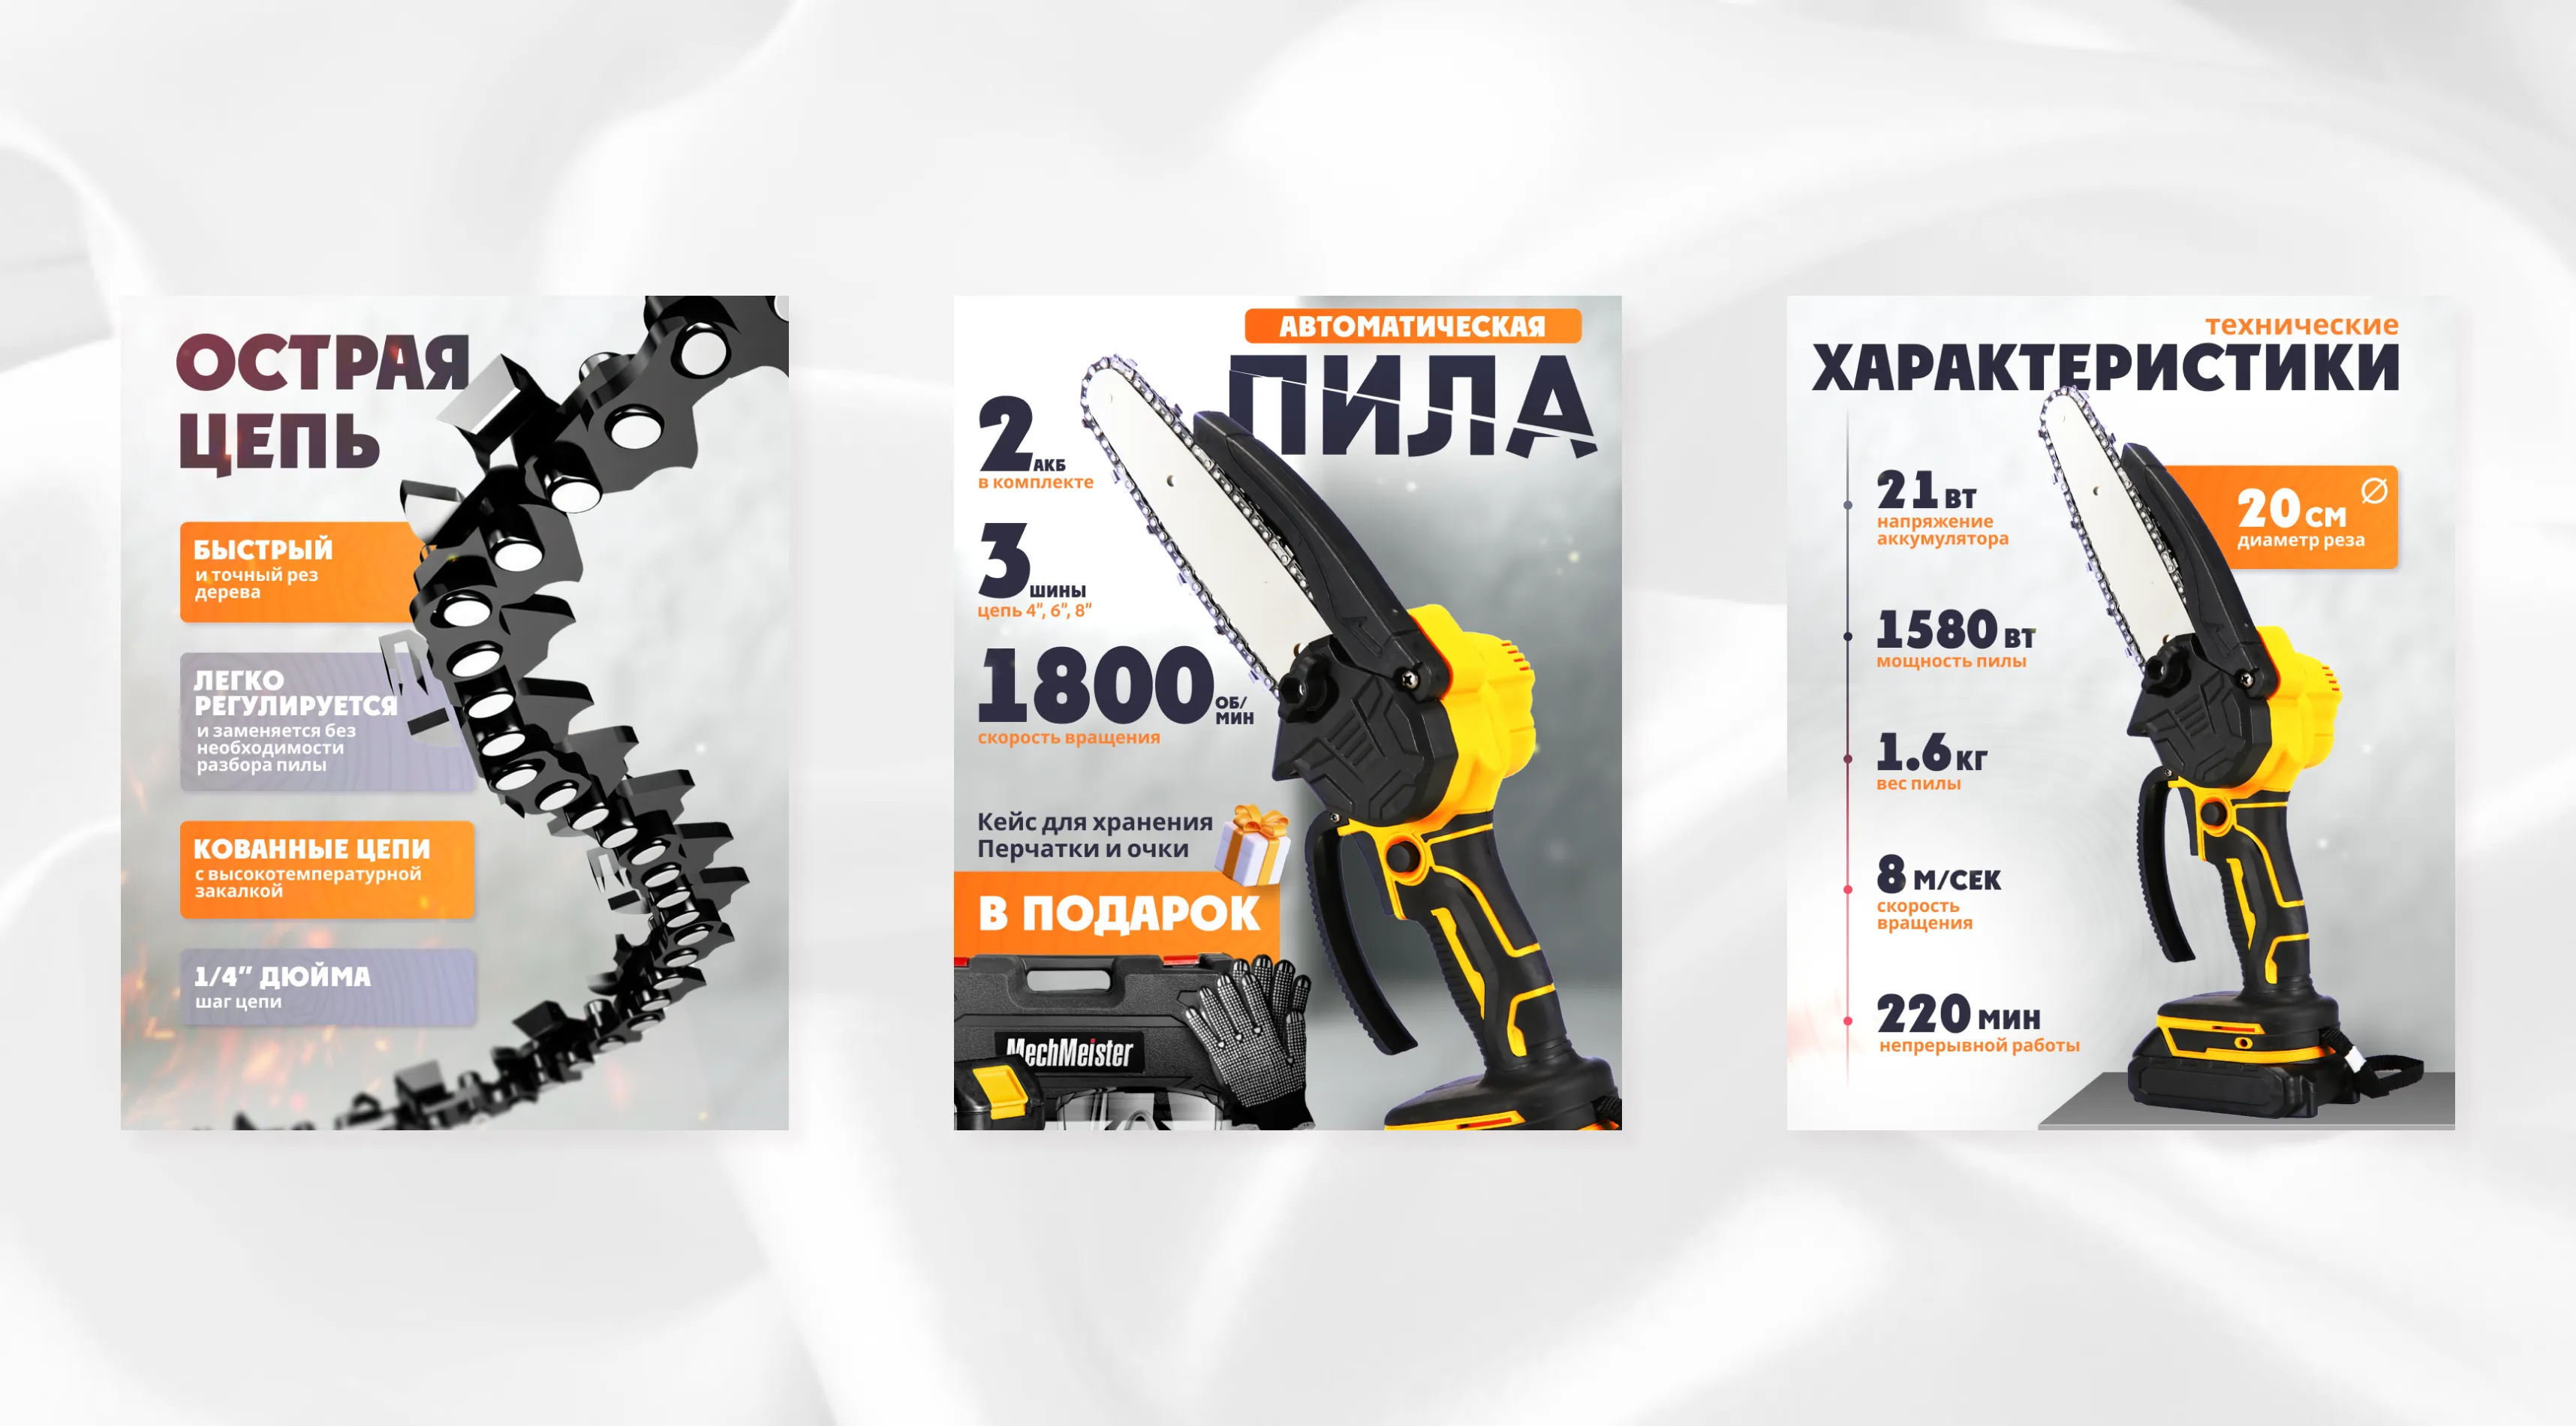 ОСТРАЯ
ЦЕПЬ
БЫСТРЫЙ
и точный рез
дерева
ЛЕГКО
РЕГУЛИРУЕТСЯ
и заменяется без
необходимости
разбора пилы
КОВАННЫЕ ЦЕПИ
с высокотемпературной
закалкой
1/4″ ДЮЙМА
шаг цепи
АВТОМАТИЧЕСКАЯ
ПИЛА
2 АКБ
в комплекте
3 ШИНЫ
цепь 4″, 6″, 8″
1800 ОБ/
МИН
скорость вращения
Кейс для хранения
Перчатки и очки
В ПОДАРОК
MechMeister
технические
ХАРАКТЕРИСТИКИ
21 ВТ
напряжение
аккумулятора
20 СМ
диаметр реза
1580 ВТ
мощность пилы
1.6 КГ
вес пилы
8 М/СЕК
скорость
вращения
220 МИН
непрерывной работы